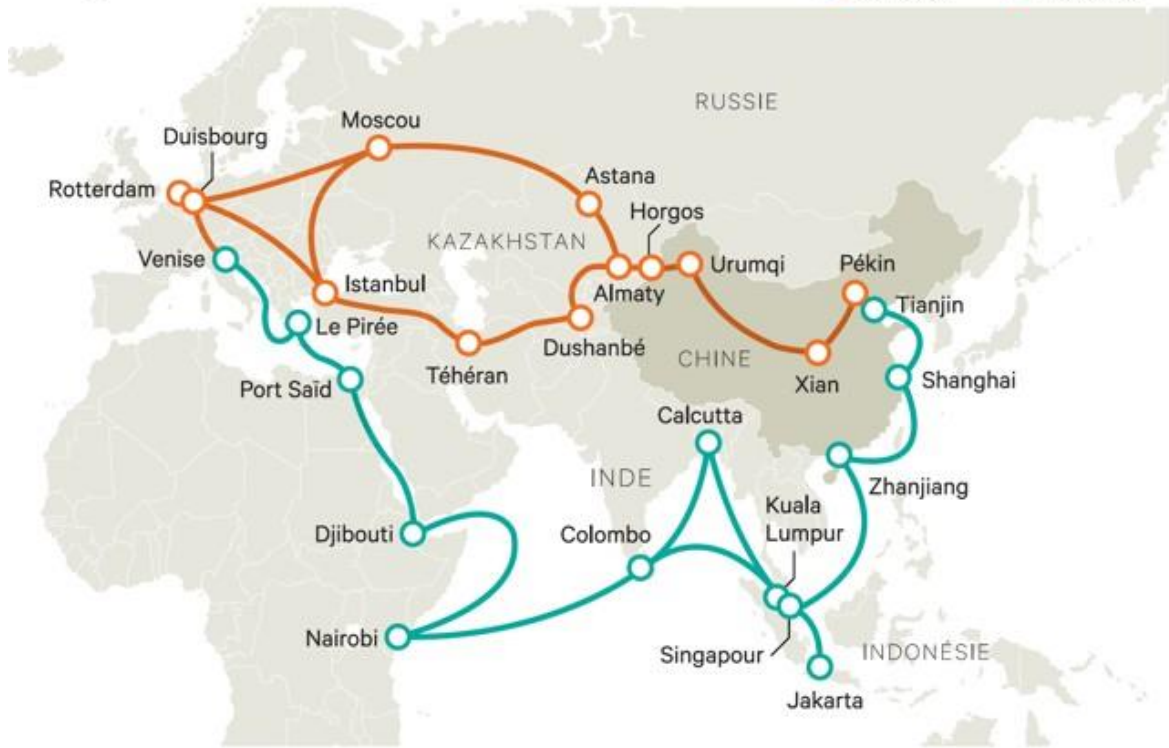 RUSSIE
Moscou
Duisbourg
Rotterdam
Astana
Horgos
KAZAKHSTAN
Venise
Urumqi
Pékin
Istanbul
Almaty
Tianjin
Le Pirée
Dushanbé
CHINE
Téhéran
Xian
Shanghai
Port Saïd
Calcutta
INDE
Zhanjiang
Kuala
Lumpur
Djibouti
Colombo
Nairobi
Singapour
INDONÉSIE
Jakarta